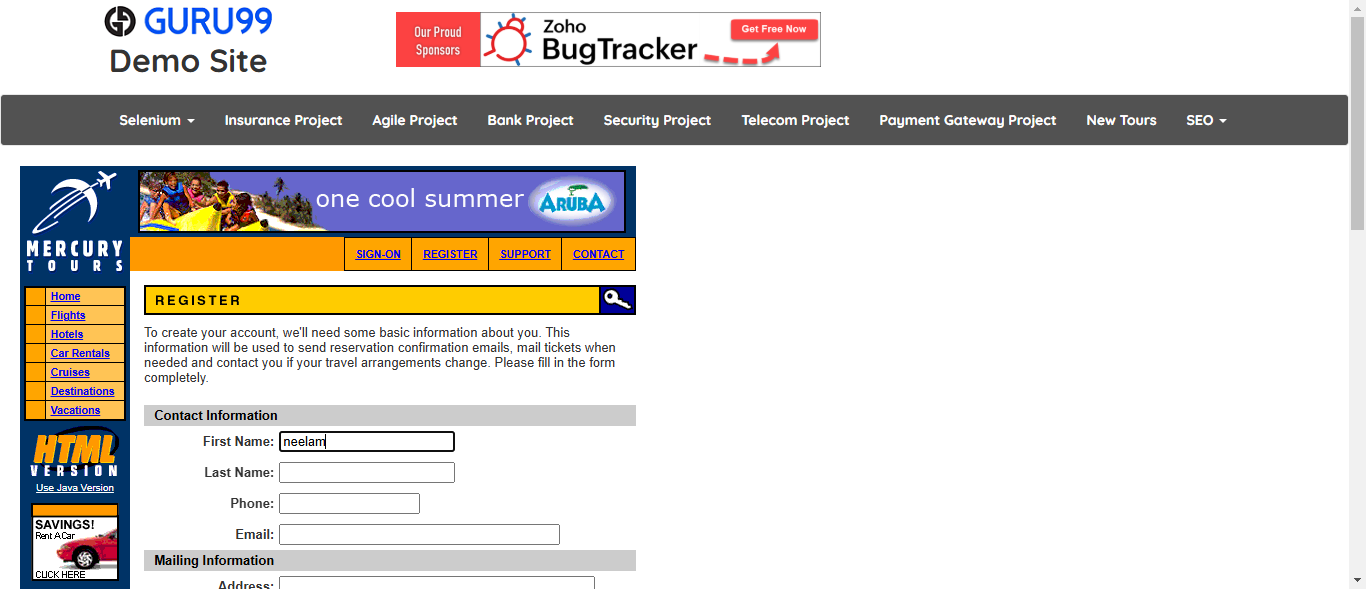 GURU99
Demo Site
Our Proud
Sponsors
Zoho
BugTracker
Get Free Now
Selenium Insurance Project Agile Project Bank Project Security Project Telecom Project Payment Gateway Project New Tours SEO
MERCURY
TOURS
one cool summer ARUBA
SIGN-ON REGISTER SUPPORT CONTACT
Home
Flights
Hotels
Car Rentals
Cruises
Destinations
Vacations
HTML
VERSION
Use Java Version
SAVINGS!
Rent A Car
CLICK HERE
REGISTER
To create your account, we'll need some basic information about you. This
information will be used to send reservation confirmation emails, mail tickets when
needed and contact you if your travel arrangements change. Please fill in the form
completely.
Contact Information
First Name: neelam
Last Name:
Phone:
Email:
Mailing Information
Address: